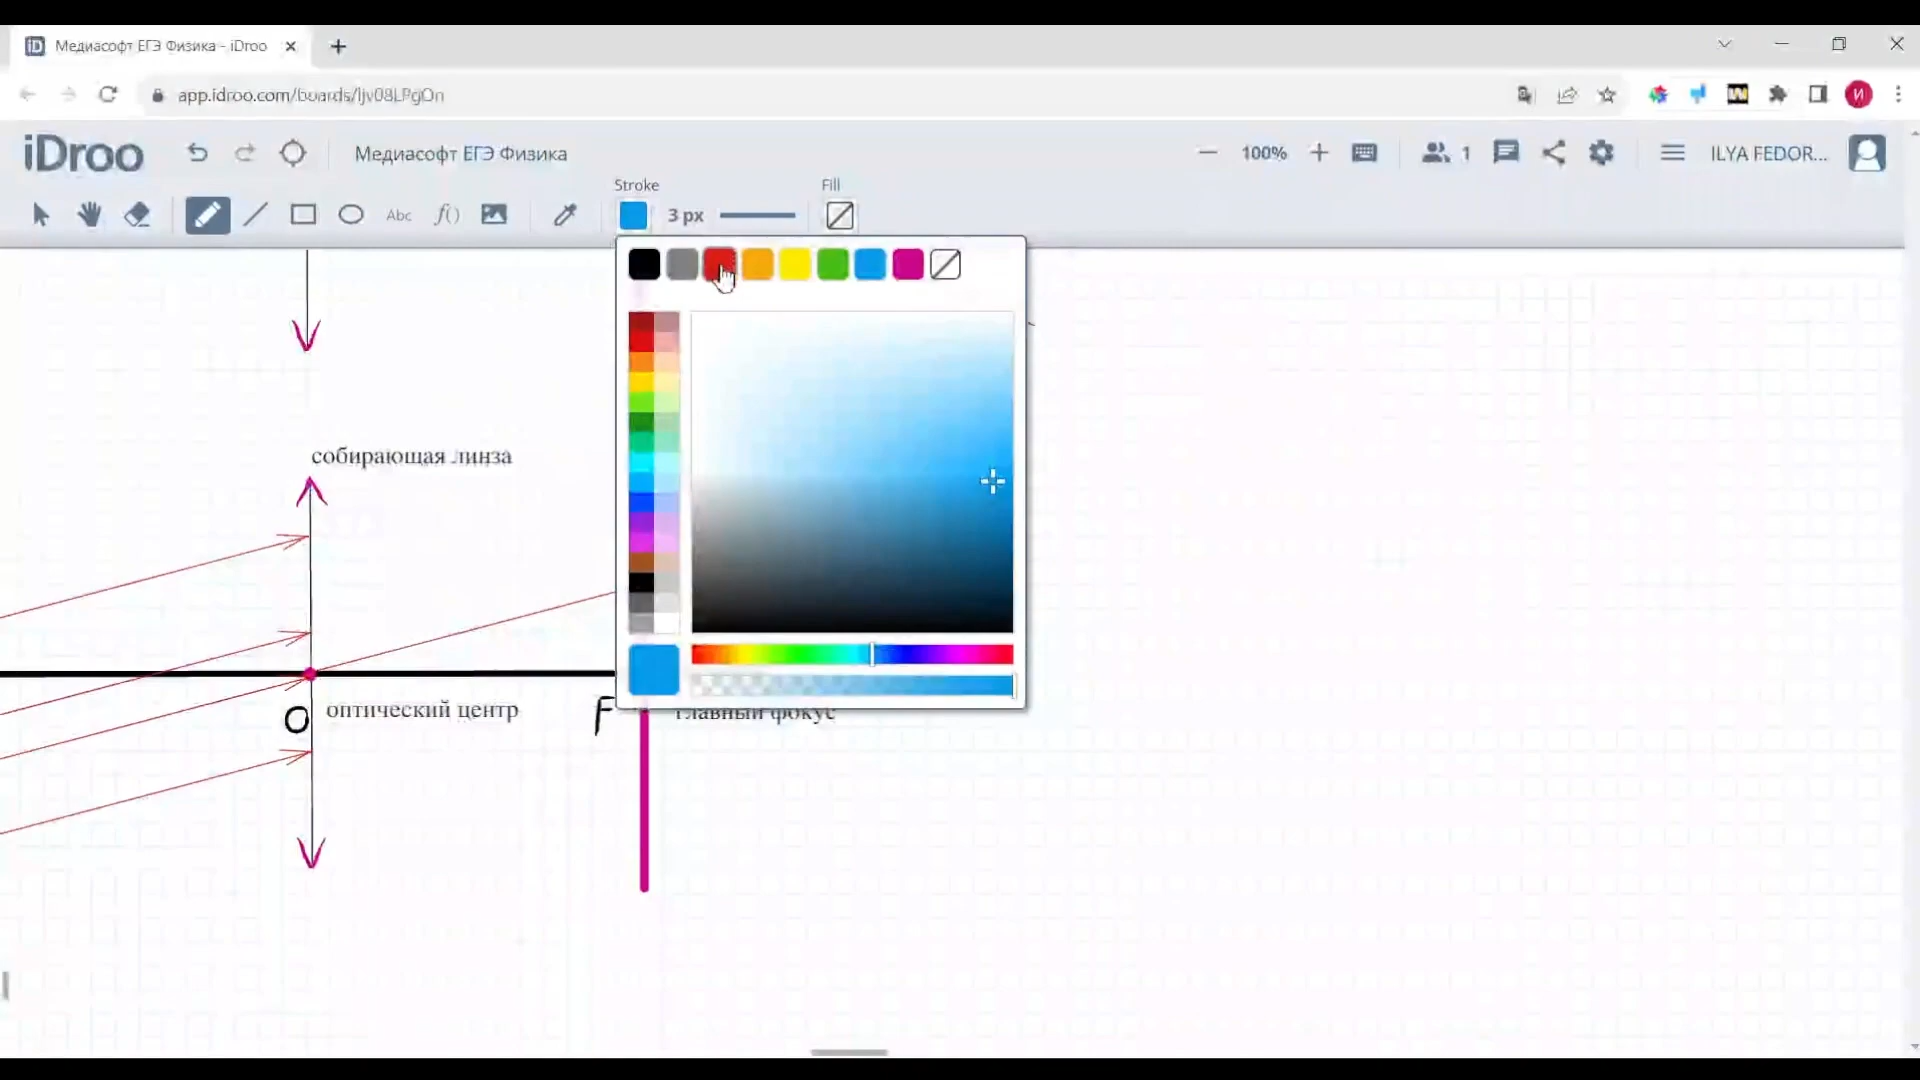 Медиасофт ЕГЭ Физика - iDroo
app.idroo.com/boards/ljv08LPgOn
W
И
iDroo
Медиасофт ЕГЭ Физика
100%
1
ILYA FEDOR...
Stroke
Fill
Abc
f()
3 px
собирающая линза
O
оптический центр
F
главный фокус